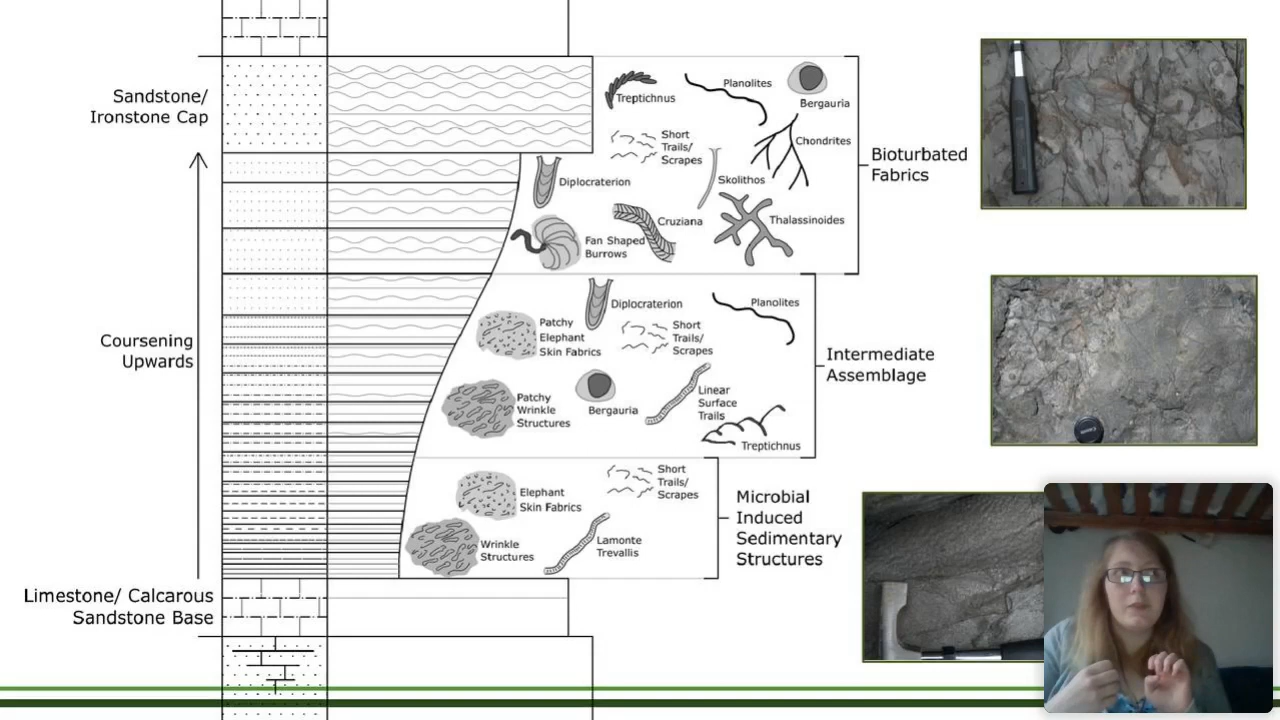 Sandstone/
Ironstone Cap
Coursening
Upwards
Limestone/ Calcarous
Sandstone Base
Treptichnus
Planolites
Bergauria
Short
Trails/
Scrapes
Chondrites
Diplocraterion
Skolithos
Fan Shaped
Burrows
Cruziana
Thalassinoides
Bioturbated
Fabrics
Diplocraterion
Planolites
Patchy
Elephant
Skin Fabrics
Short
Trails/
Scrapes
Patchy
Wrinkle
Structures
Bergauria
Linear
Surface
Trails
Treptichnus
Intermediate
Assemblage
Elephant
Skin Fabrics
Short
Trails/
Scrapes
Wrinkle
Structures
Lamonte
Trevallis
Microbial
Induced
Sedimentary
Structures